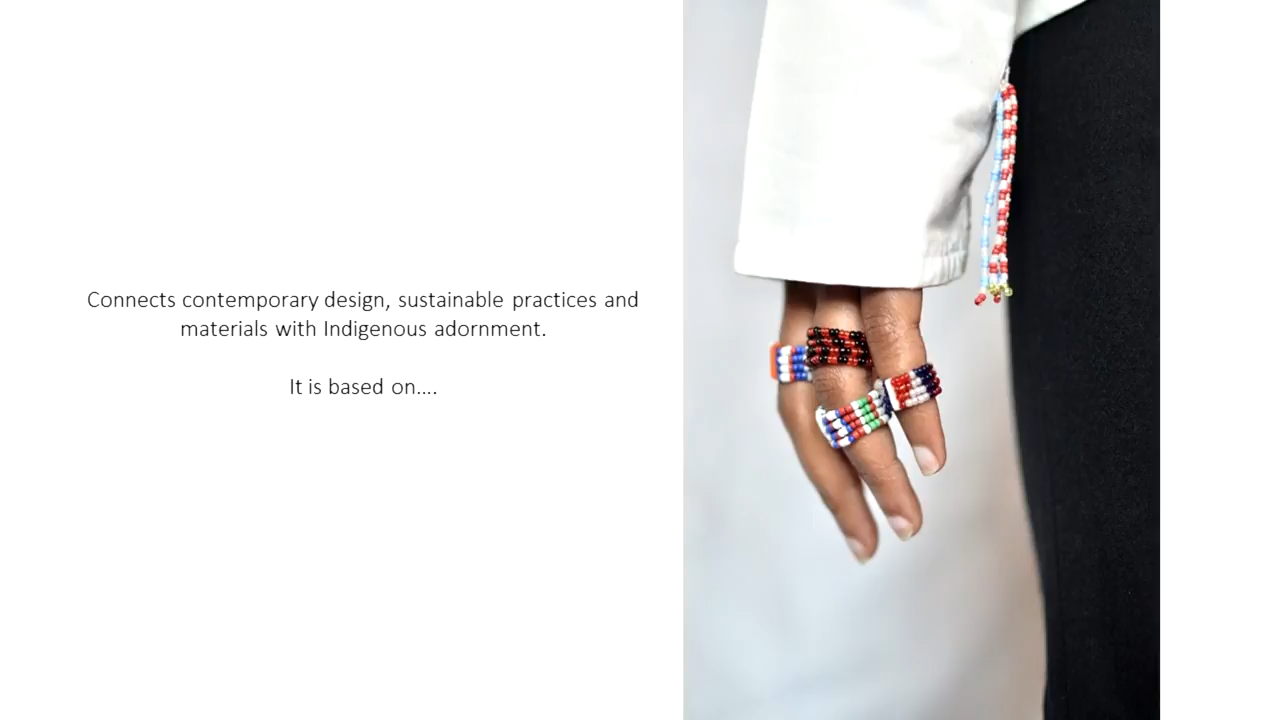 Connects contemporary design, sustainable practices and
materials with Indigenous adornment.
It is based on....